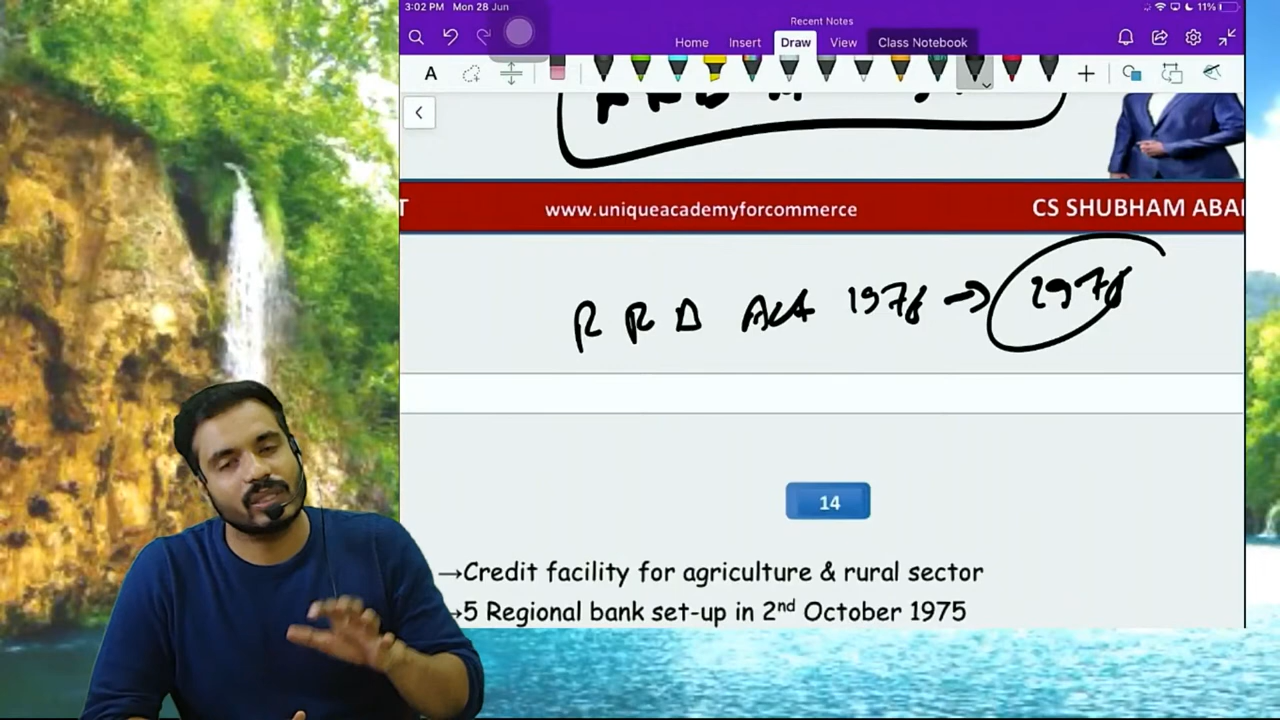 3:02 PM Mon 28 Jun
11%
Recent Notes
Home Insert Draw View Class Notebook
A
T www.uniqueacademyforcommerce CS SHUBHAM ABA
R R B Act 1976 → 1976
14
→Credit facility for agriculture & rural sector
→5 Regional bank set-up in 2nd October 1975